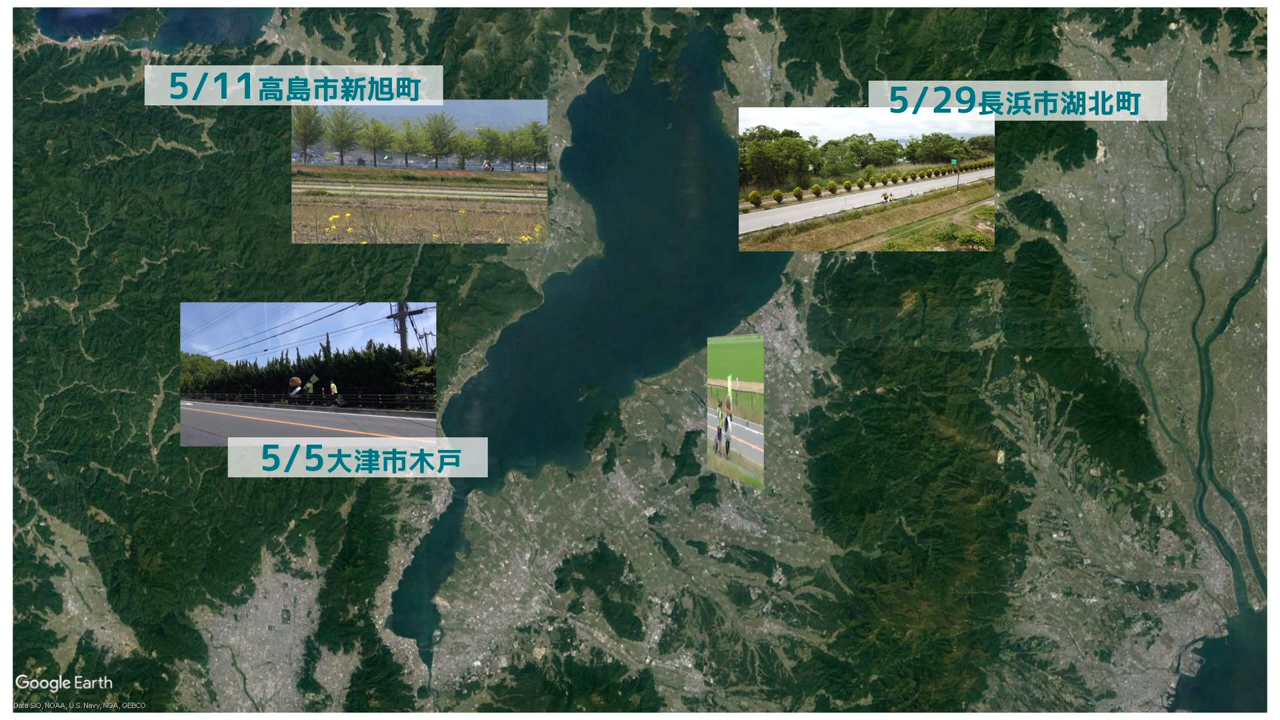 5/11高島市新旭町
5/29長浜市湖北町
5/5大津市木戸
Google Earth
Data SIO, NOAA, U.S. Navy, NGA, GEBCO